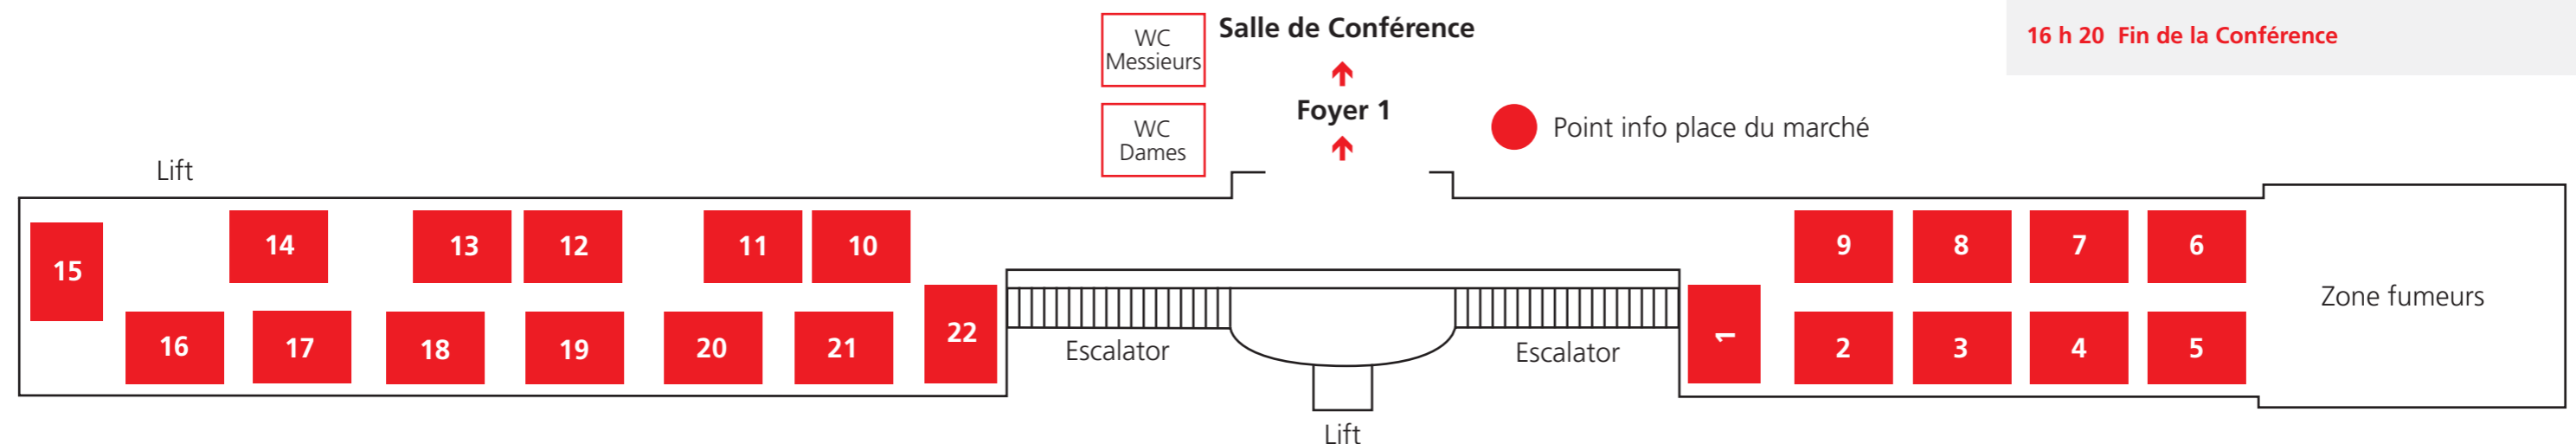 16 h 20 Fin de la Conférence
WC
Messieurs
Salle de Conférence
Foyer 1
WC
Dames
Point info place du marché
Lift
15
14
13
12
11
10
9
8
7
6
16
17
18
19
20
21
22
1
2
3
4
5
Zone fumeurs
Escalator
Escalator
Lift